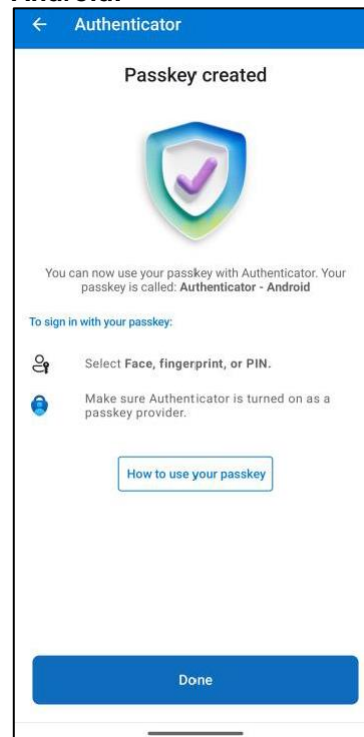 Authenticator
Passkey created
You can now use your passkey with Authenticator. Your
passkey is called: Authenticator - Android
To sign in with your passkey:
Select Face, fingerprint, or PIN.
Make sure Authenticator is turned on as a
passkey provider.
How to use your passkey
Done